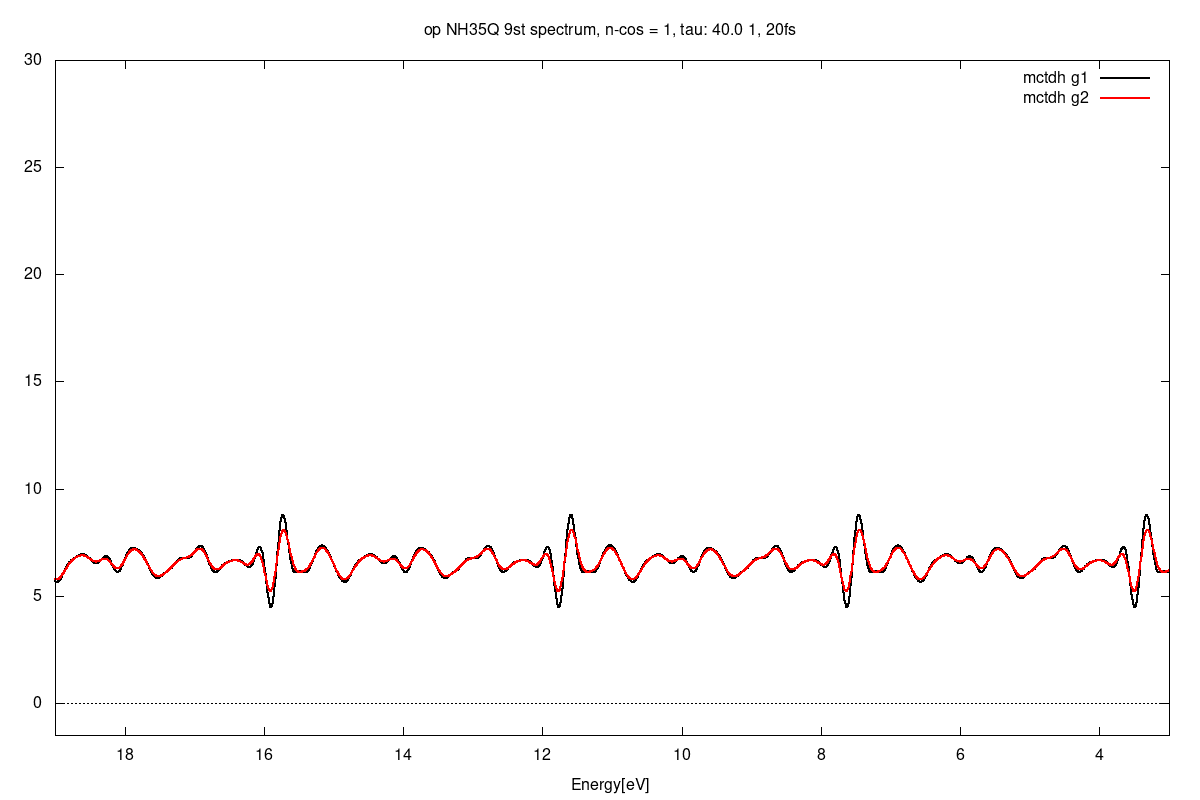 op NH35Q 9st spectrum, n-cos = 1, tau: 40.0 1, 20fs
mctdh g1
mctdh g2
30
25
20
15
10
5
0
18 16 14 12 10 8 6 4
Energy[eV]